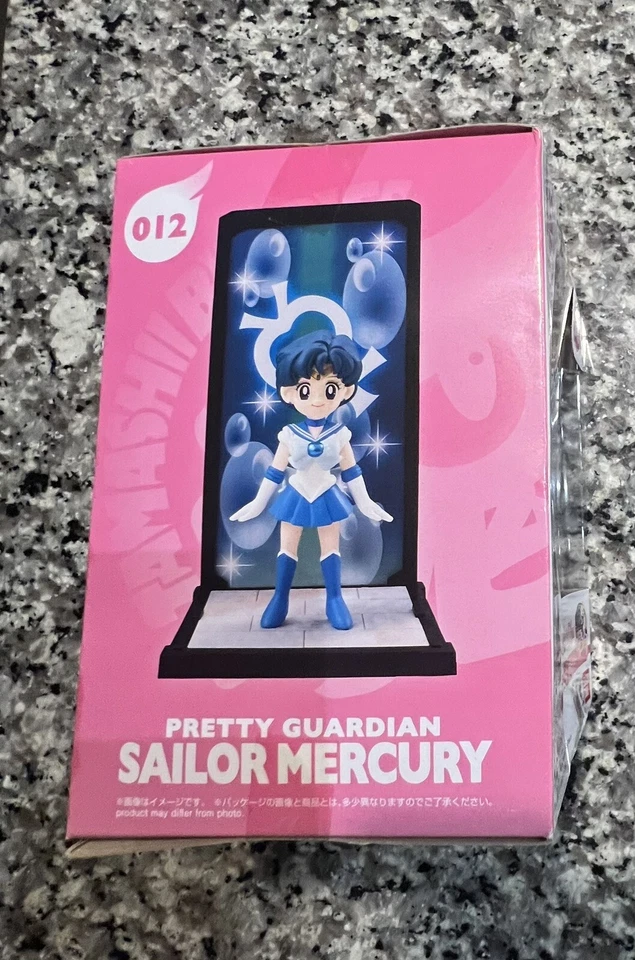 012
TAMASHII B
PRETTY GUARDIAN
SAILOR MERCURY
※画像はイメージです。 ※パッケージの画像と商品とは、多少異なりますのでご了承ください。
product may differ from photo.